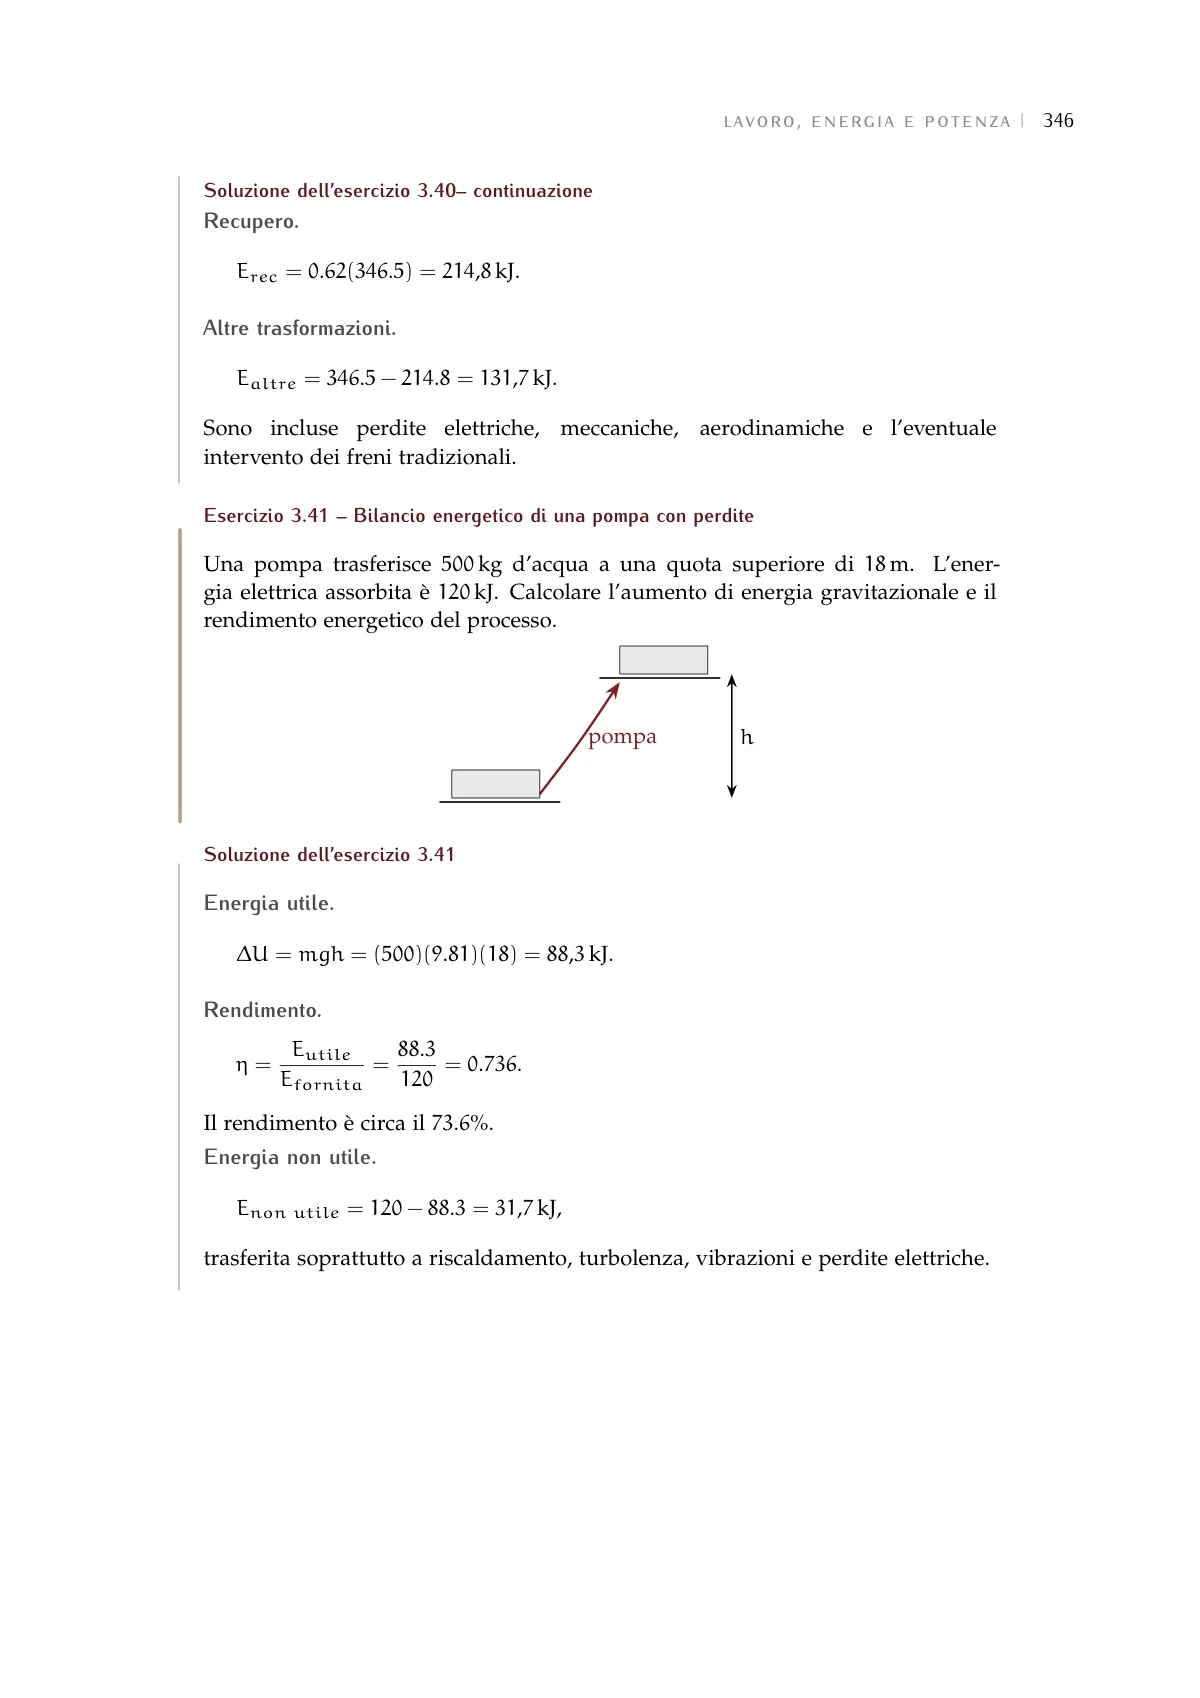 LAVORO, ENERGIA E POTENZA | 346
Soluzione dell'esercizio 3.40– continuazione
Recupero.
E_rec = 0.62(346.5) = 214,8 kJ.
Altre trasformazioni.
E_altre = 346.5 − 214.8 = 131,7 kJ.
Sono incluse perdite elettriche, meccaniche, aerodinamiche e l'eventuale
intervento dei freni tradizionali.
Esercizio 3.41 – Bilancio energetico di una pompa con perdite
Una pompa trasferisce 500 kg d'acqua a una quota superiore di 18 m. L'ener-
gia elettrica assorbita è 120 kJ. Calcolare l'aumento di energia gravitazionale e il
rendimento energetico del processo.
pompa
h
Soluzione dell'esercizio 3.41
Energia utile.
ΔU = mgh = (500)(9.81)(18) = 88,3 kJ.
Rendimento.
η = E_utile / E_fornita = 88.3 / 120 = 0.736.
Il rendimento è circa il 73.6%.
Energia non utile.
E_non utile = 120 − 88.3 = 31,7 kJ,
trasferita soprattutto a riscaldamento, turbolenza, vibrazioni e perdite elettriche.